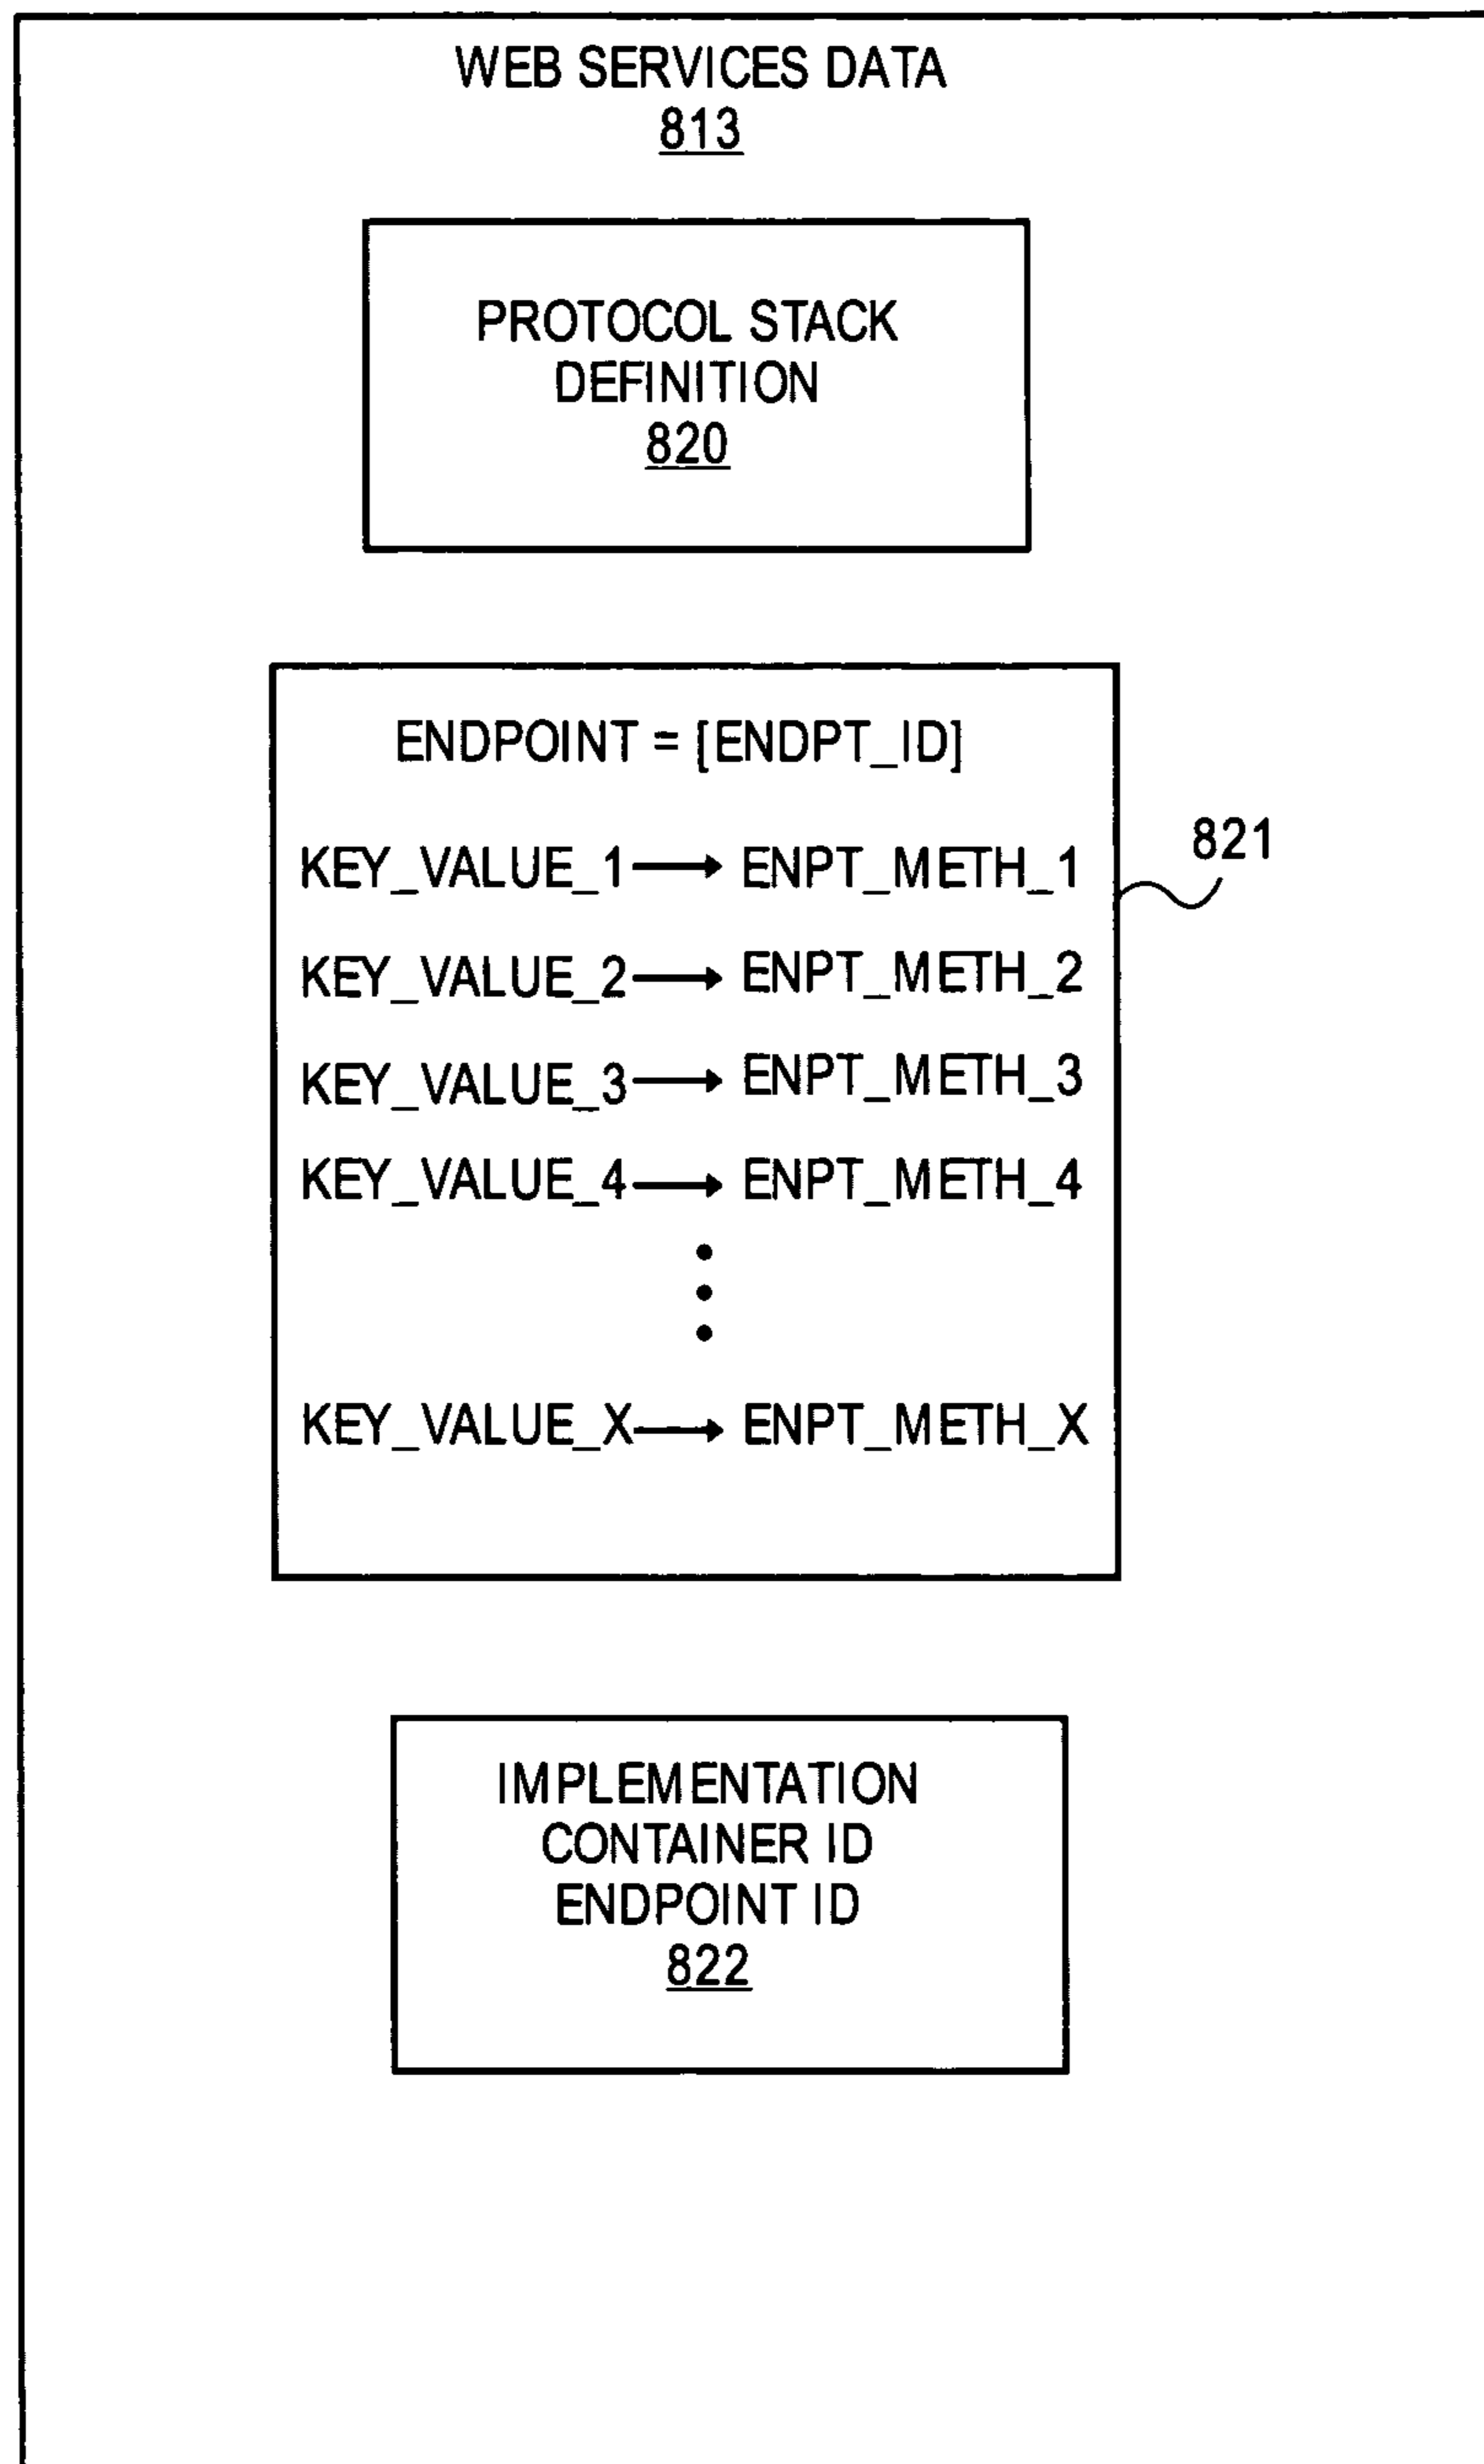 WEB SERVICES DATA
813
PROTOCOL STACK
DEFINITION
820
ENDPOINT = [ENDPT_ID]
KEY_VALUE_1 → ENPT_METH_1
821
KEY_VALUE_2 → ENPT_METH_2
KEY_VALUE_3 → ENPT_METH_3
KEY_VALUE_4 → ENPT_METH_4
KEY_VALUE_X → ENPT_METH_X
IMPLEMENTATION
CONTAINER ID
ENDPOINT ID
822